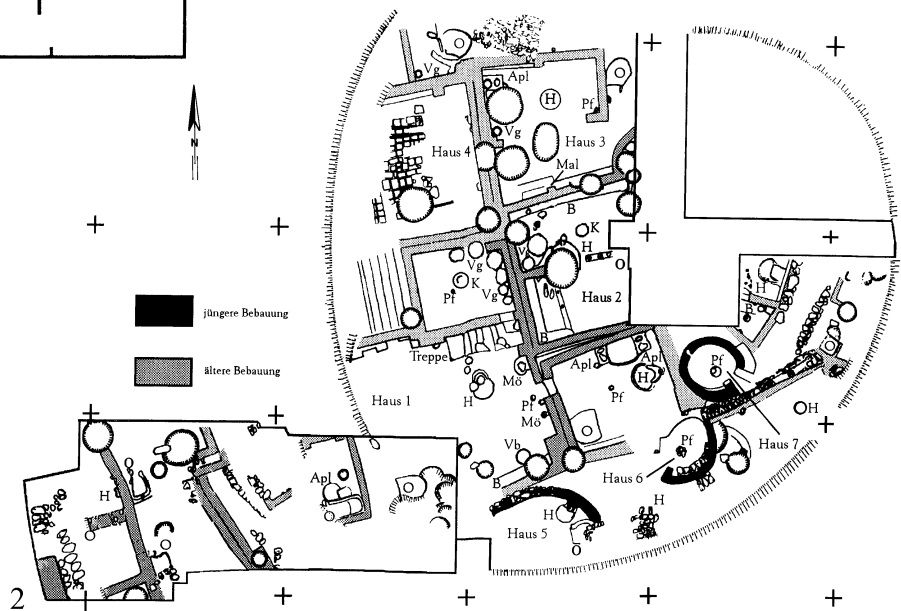 Vg
Apl
H
Pf
N
Vg
Haus 4
Haus 3
Mal
B
K
V
H
O
Vg
K
Pf
Vg
Haus 2
H
B
jüngere Bebauung
B
Treppe
Apl
Apl
Pf
ältere Bebauung
Mö
H
H
Pf
Haus 1
Pf
Mö
H
Haus 7
Vb
Pf
O
H
Apl
B
Haus 6
H
Haus 5
H
O
2